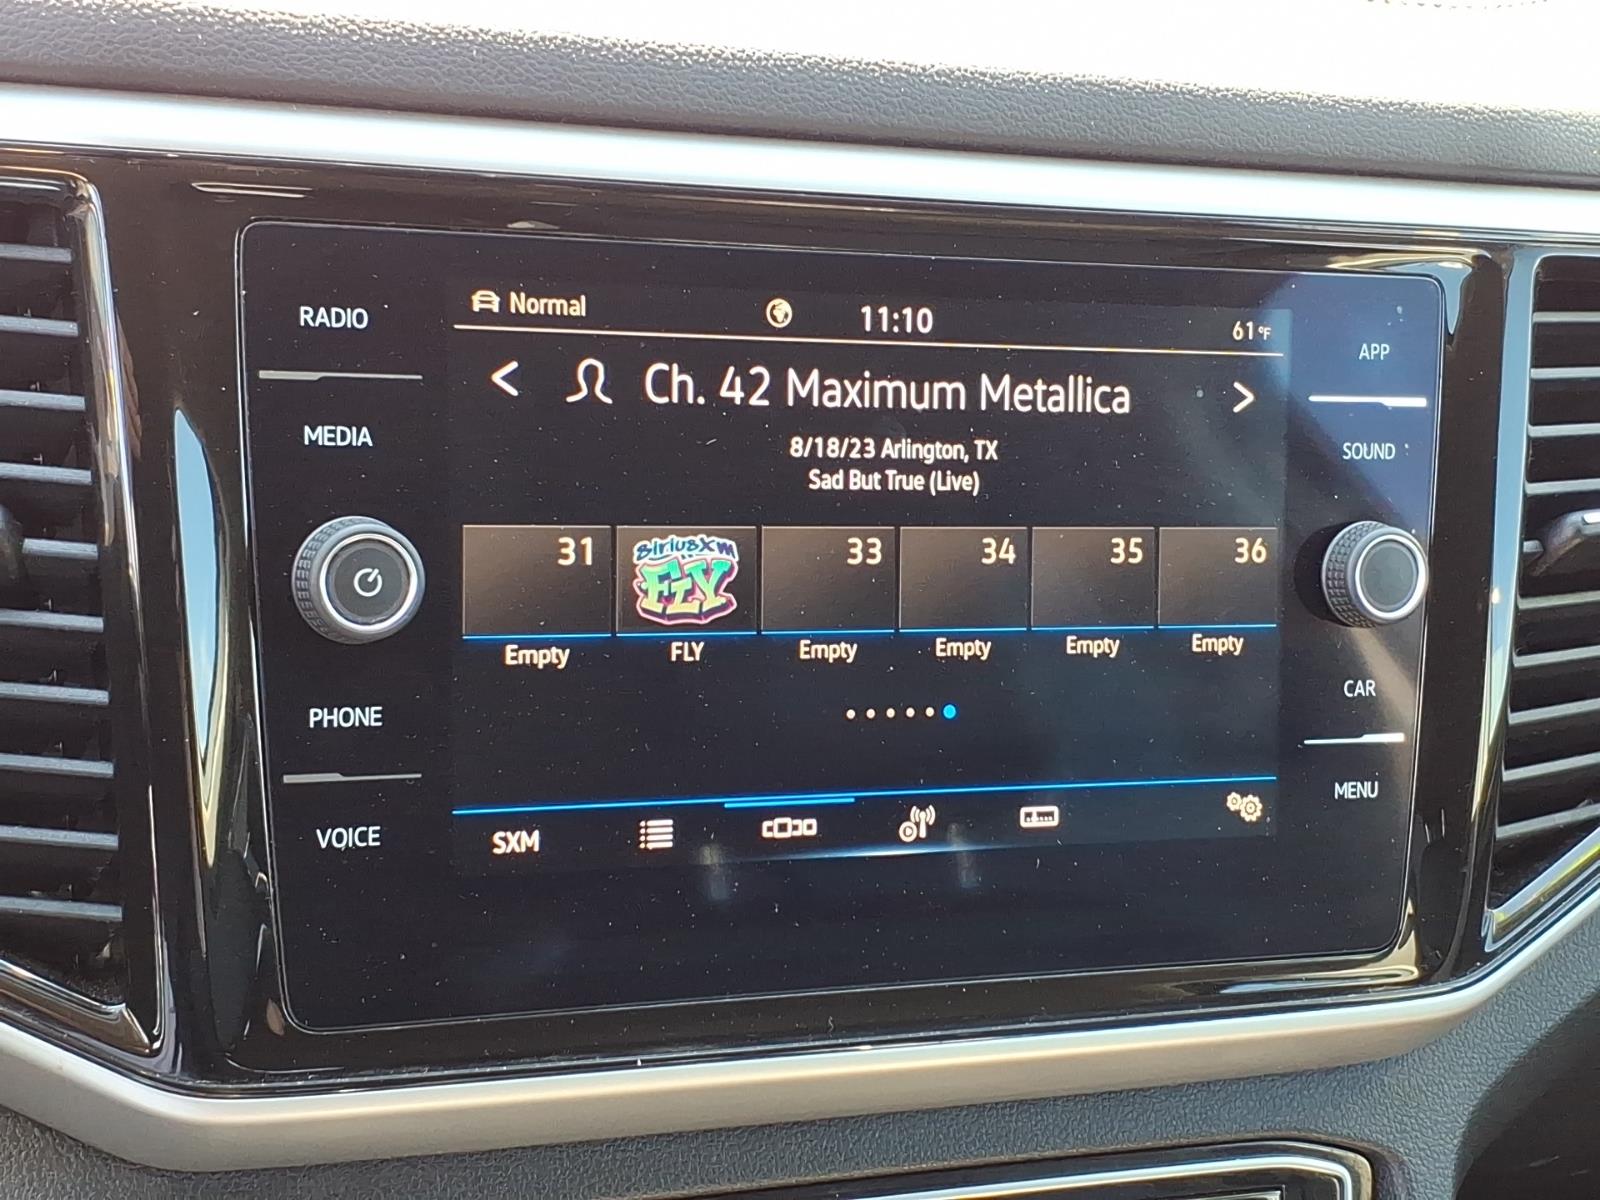 RADIO
MEDIA
PHONE
VOICE
Normal
11:10
61°F
< Ch. 42 Maximum Metallica >
8/18/23 Arlington, TX
Sad But True (Live)
31
siriusxm
FLY
33
34
35
36
Empty
FLY
Empty
Empty
Empty
Empty
SXM
APP
SOUND
CAR
MENU